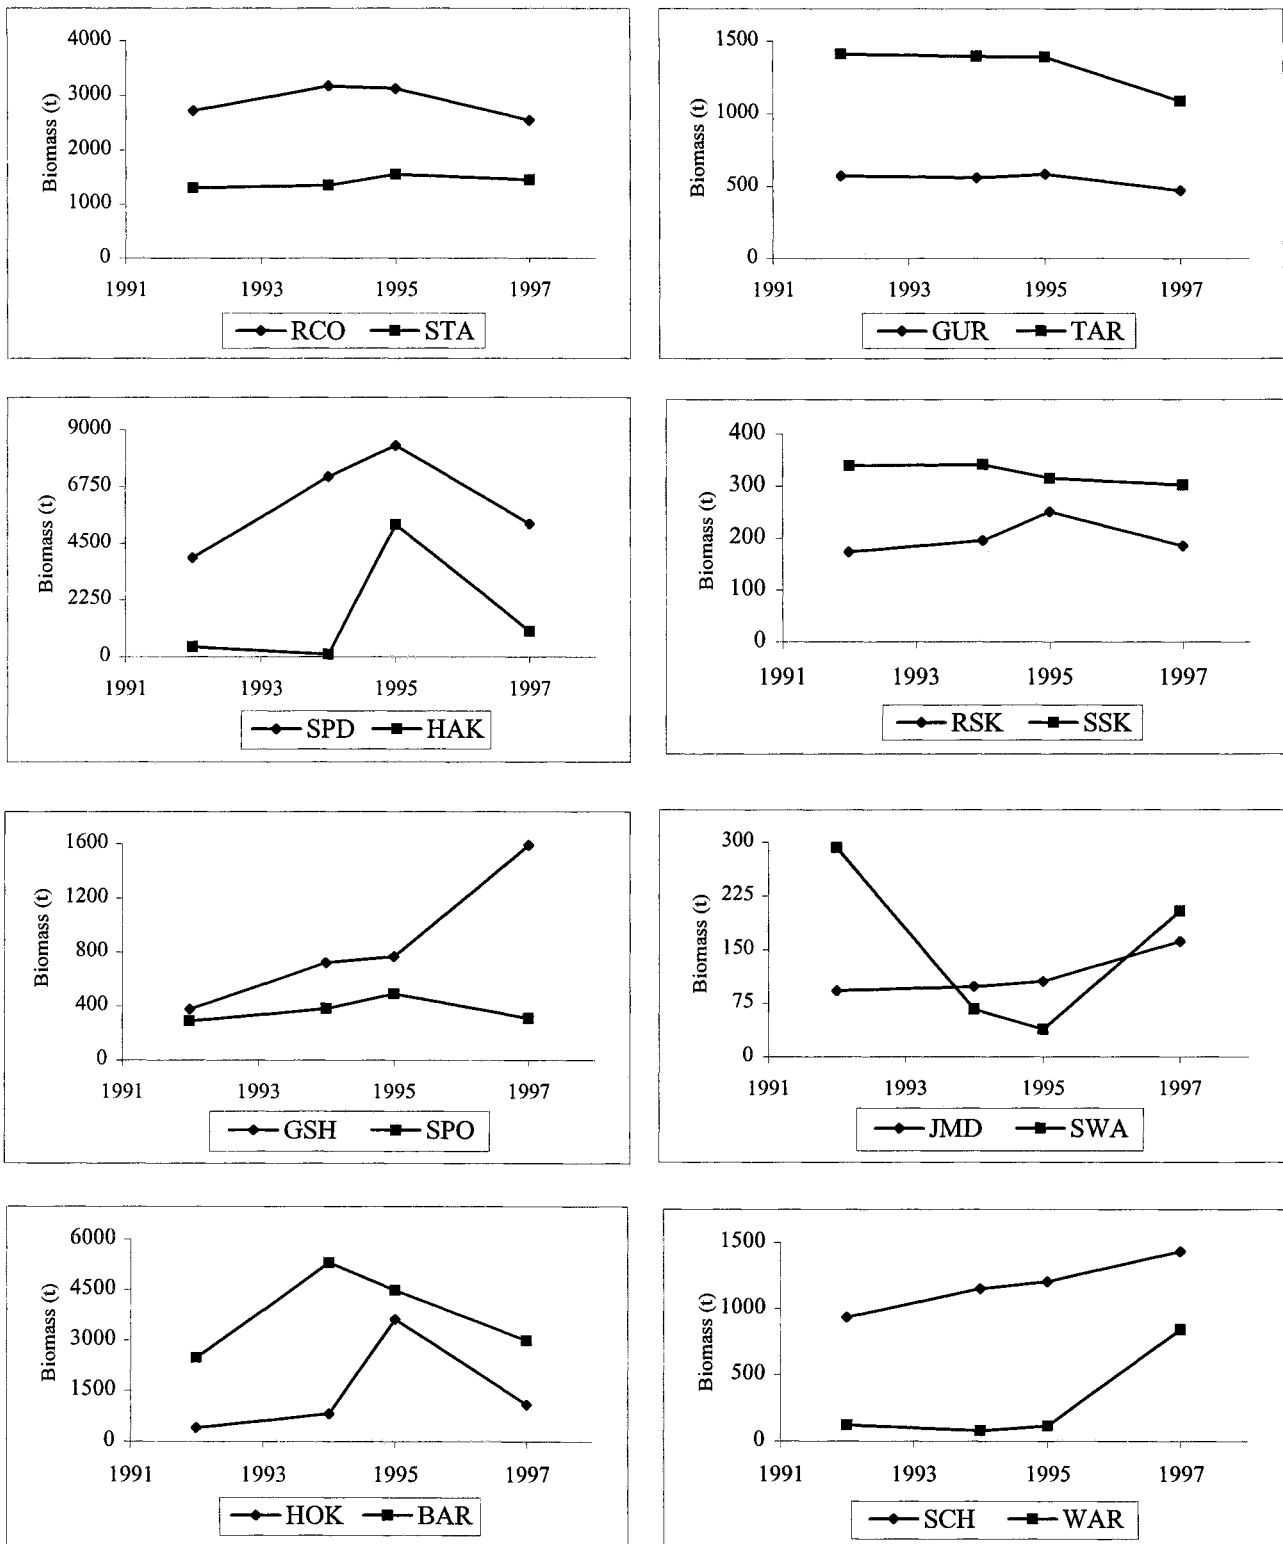 4000
3000
2000
1000
0
Biomass (t)
1991 1993 1995 1997
RCO STA
1500
1000
500
0
Biomass (t)
1991 1993 1995 1997
GUR TAR
9000
6750
4500
2250
0
Biomass (t)
1991 1993 1995 1997
SPD HAK
400
300
200
100
0
Biomass (t)
1991 1993 1995 1997
RSK SSK
1600
1200
800
400
0
Biomass (t)
1991 1993 1995 1997
GSH SPO
300
225
150
75
0
Biomass (t)
1991 1993 1995 1997
JMD SWA
6000
4500
3000
1500
0
Biomass (t)
1991 1993 1995 1997
HOK BAR
1500
1000
500
0
Biomass (t)
1991 1993 1995 1997
SCH WAR